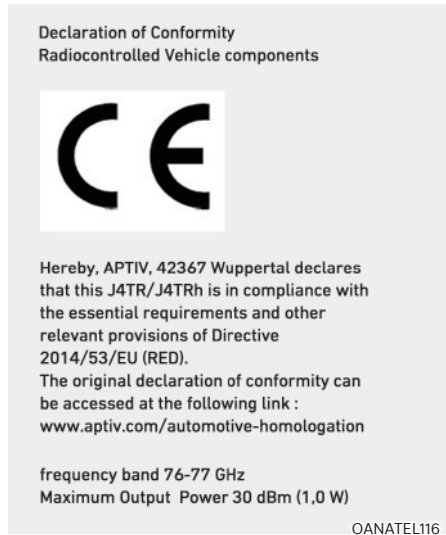 Declaration of Conformity
Radiocontrolled Vehicle components
CE
Hereby, APTIV, 42367 Wuppertal declares
that this J4TR/J4TRh is in compliance with
the essential requirements and other
relevant provisions of Directive
2014/53/EU (RED).
The original declaration of conformity can
be accessed at the following link :
www.aptiv.com/automotive-homologation
frequency band 76-77 GHz
Maximum Output  Power 30 dBm (1,0 W)
OANATEL116